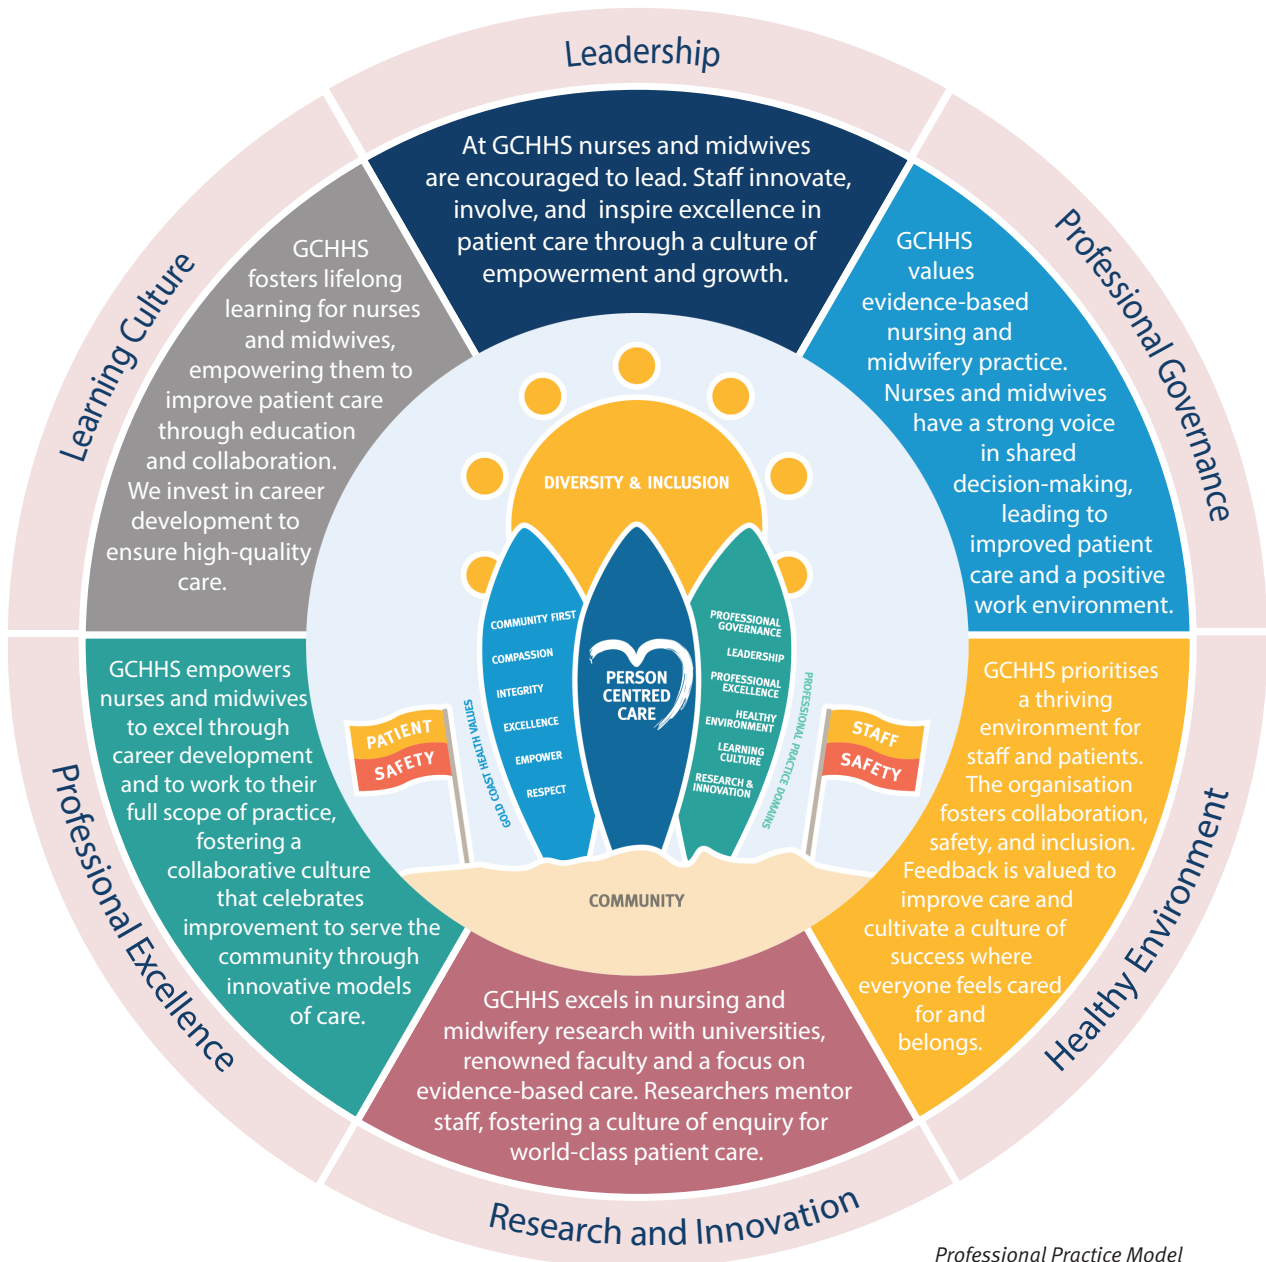 Leadership
At GCHHS nurses and midwives
are encouraged to lead. Staff innovate,
involve, and inspire excellence in
patient care through a culture of
empowerment and growth.
Professional Governance
GCHHS
values
evidence-based
nursing and
midwifery practice.
Nurses and midwives
have a strong voice
in shared
decision-making,
leading to
improved patient
care and a positive
work environment.
Healthy Environment
GCHHS prioritises
a thriving
environment for
staff and patients.
The organisation
fosters collaboration,
safety, and inclusion.
Feedback is valued to
improve care and
cultivate a culture of
success where
everyone feels cared
for and
belongs.
Research and Innovation
GCHHS excels in nursing and
midwifery research with universities,
renowned faculty and a focus on
evidence-based care. Researchers mentor
staff, fostering a culture of enquiry for
world-class patient care.
Professional Excellence
GCHHS empowers
nurses and midwives
to excel through
career development
and to work to their
full scope of practice,
fostering a
collaborative culture
that celebrates
improvement to serve the
community through
innovative models
of care.
Learning Culture
GCHHS
fosters lifelong
learning for nurses
and midwives,
empowering them to
improve patient care
through education
and collaboration.
We invest in career
development to
ensure high-quality
care.
DIVERSITY & INCLUSION
COMMUNITY FIRST
COMPASSION
INTEGRITY
EXCELLENCE
EMPOWER
RESPECT
GOLD COAST HEALTH VALUES
PERSON
CENTRED
CARE
PROFESSIONAL
GOVERNANCE
LEADERSHIP
PROFESSIONAL
EXCELLENCE
HEALTHY
ENVIRONMENT
LEARNING
CULTURE
RESEARCH &
INNOVATION
PROFESSIONAL PRACTICE DOMAINS
PATIENT
SAFETY
STAFF
SAFETY
COMMUNITY
Professional Practice Model